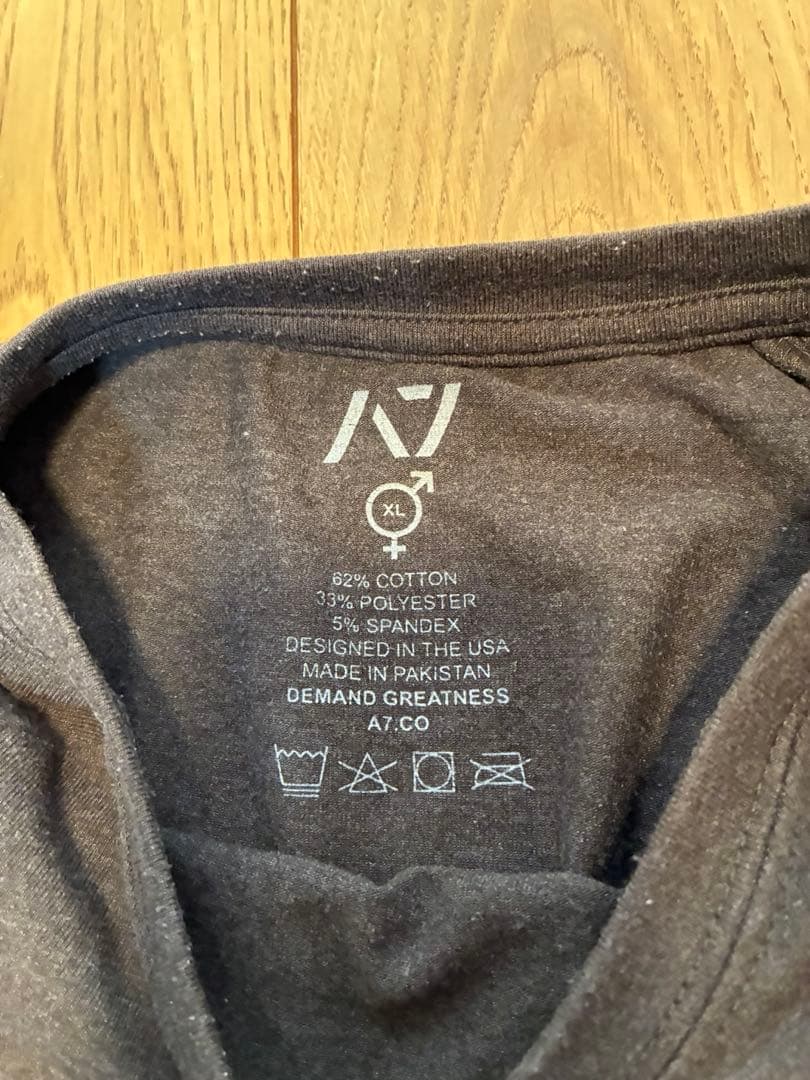 A7
XL
62% COTTON
33% POLYESTER
5% SPANDEX
DESIGNED IN THE USA
MADE IN PAKISTAN
DEMAND GREATNESS
A7.CO